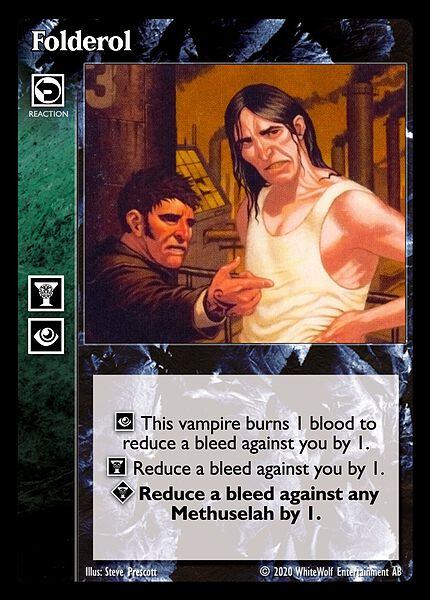 Folderol
REACTION
3
This vampire burns 1 blood to
reduce a bleed against you by 1.
Reduce a bleed against you by 1.
Reduce a bleed against any
Methuselah by 1.
Illus: Steve Prescott © 2020 WhiteWolf Entertainment AB